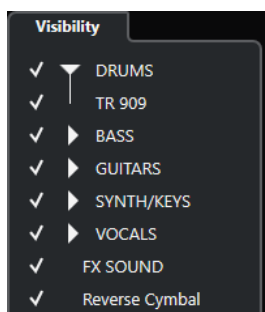 Visibility
DRUMS
TR 909
BASS
GUITARS
SYNTH/KEYS
VOCALS
FX SOUND
Reverse Cymbal